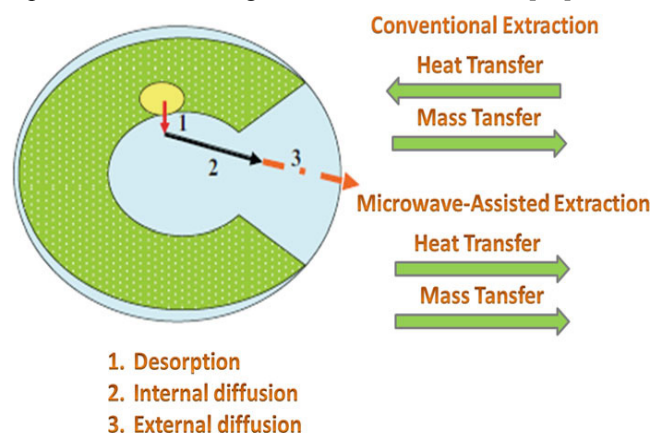 Conventional Extraction
Heat Transfer
Mass Tansfer
1
2
3
Microwave-Assisted Extraction
Heat Transfer
Mass Tansfer
1. Desorption
2. Internal diffusion
3. External diffusion